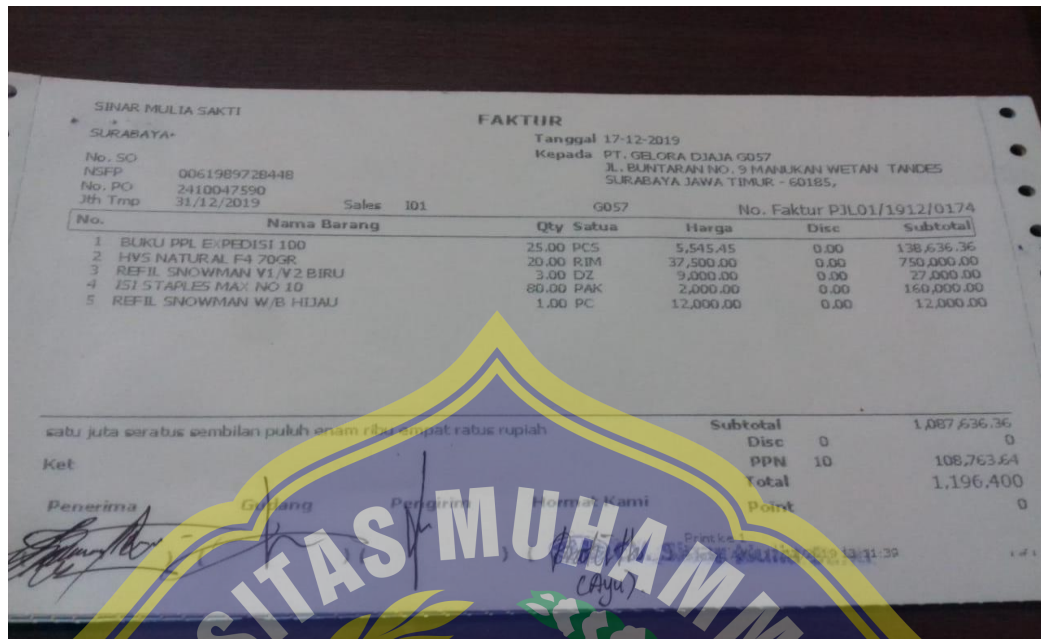 SINAR MULIA SAKTI
FAKTUR
SURABAYA+
Tanggal 17-12-2019
No. SO
Kepada PT. GELORA DJAJA G057
NSFP 0061989728448
JL. BUNTARAN NO. 9 MANUKAN WETAN TANDES
No. PO 2410047590
SURABAYA JAWA TIMUR - 60185,
Jth Tmp 31/12/2019 Sales I01 G057 No. Faktur PJL01/1912/0174
No. Nama Barang Qty Satua Harga Disc Subtotal
1 BUKU PPL EXPEDISI 100 25.00 PCS 5,545.45 0.00 138,636.36
2 HVS NATURAL F4 70GR 20.00 RIM 37,500.00 0.00 750,000.00
3 REFIL SNOWMAN V1/V2 BIRU 3.00 DZ 9,000.00 0.00 27,000.00
4 ISI STAPLES MAX NO 10 80.00 PAK 2,000.00 0.00 160,000.00
5 REFIL SNOWMAN W/B HIJAU 1.00 PC 12,000.00 0.00 12,000.00
satu juta seratus sembilan puluh enam ribu empat ratus rupiah Subtotal 1,087,636.36
Disc 0 0
Ket PPN 10 108,763.64
Total 1,196,400
Penerima Gudang Pengirim Hormat Kami Point 0
Printke 1
(Ayu)
SITAS MUHAMM